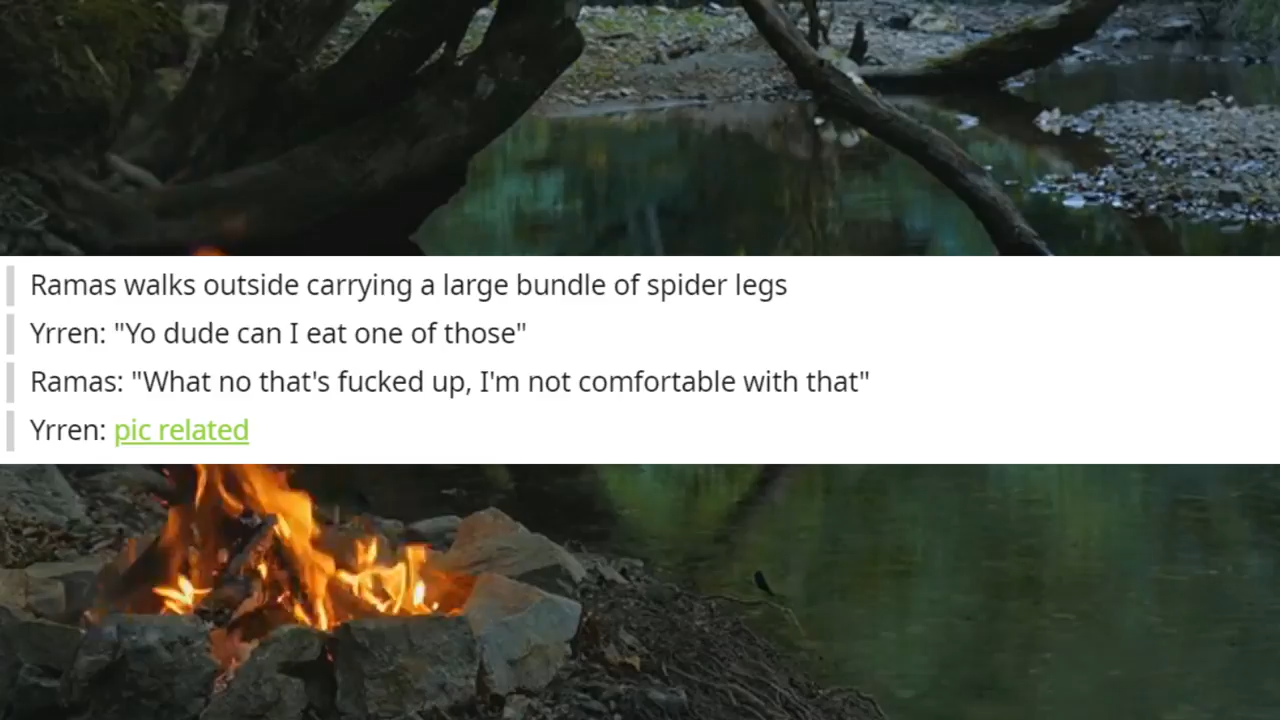 Ramas walks outside carrying a large bundle of spider legs
Yrren: "Yo dude can I eat one of those"
Ramas: "What no that's fucked up, I'm not comfortable with that"
Yrren: pic related